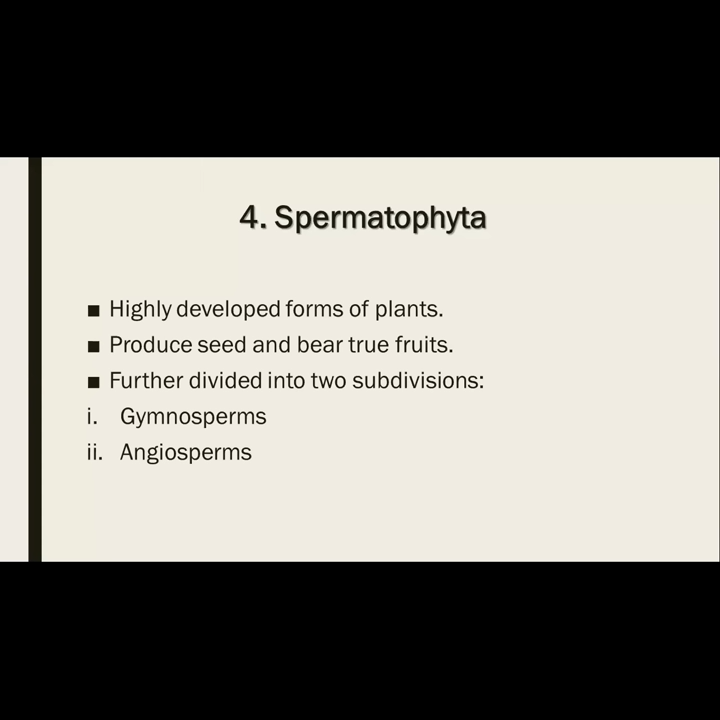 4. Spermatophyta
■ Highly developed forms of plants.
■ Produce seed and bear true fruits.
■ Further divided into two subdivisions:
i. Gymnosperms
ii. Angiosperms